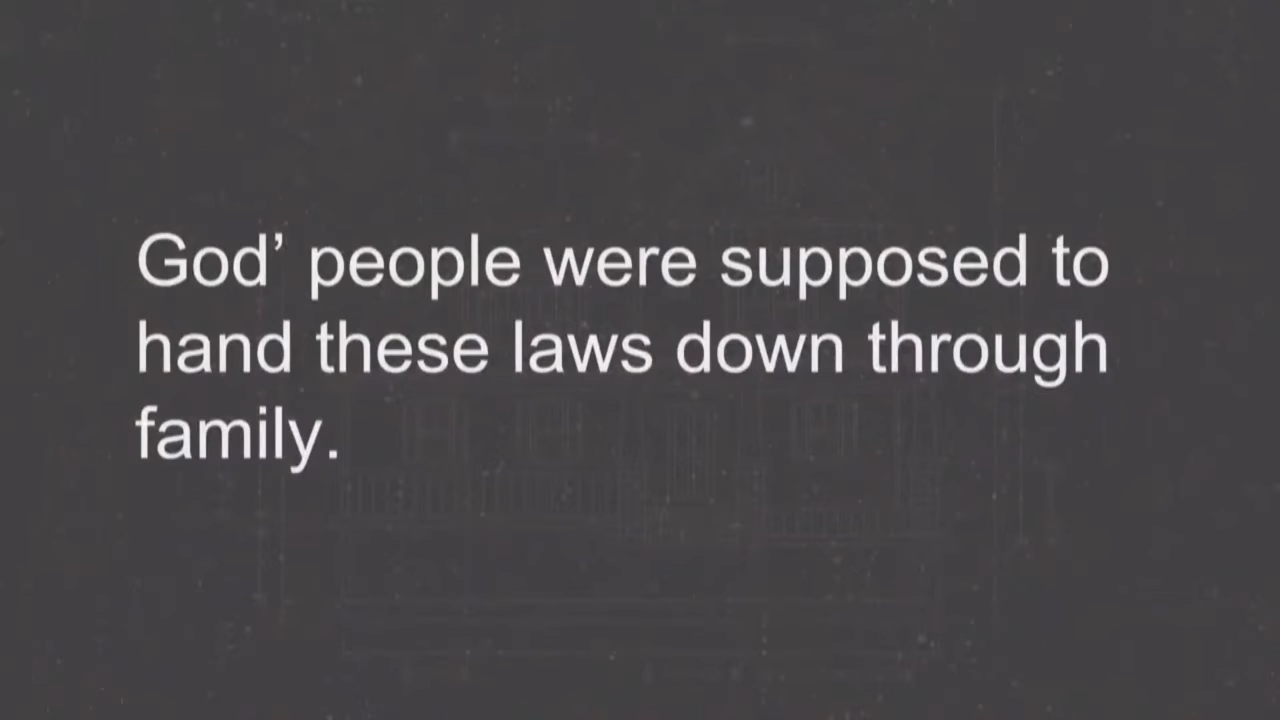 God’ people were supposed to
hand these laws down through
family.